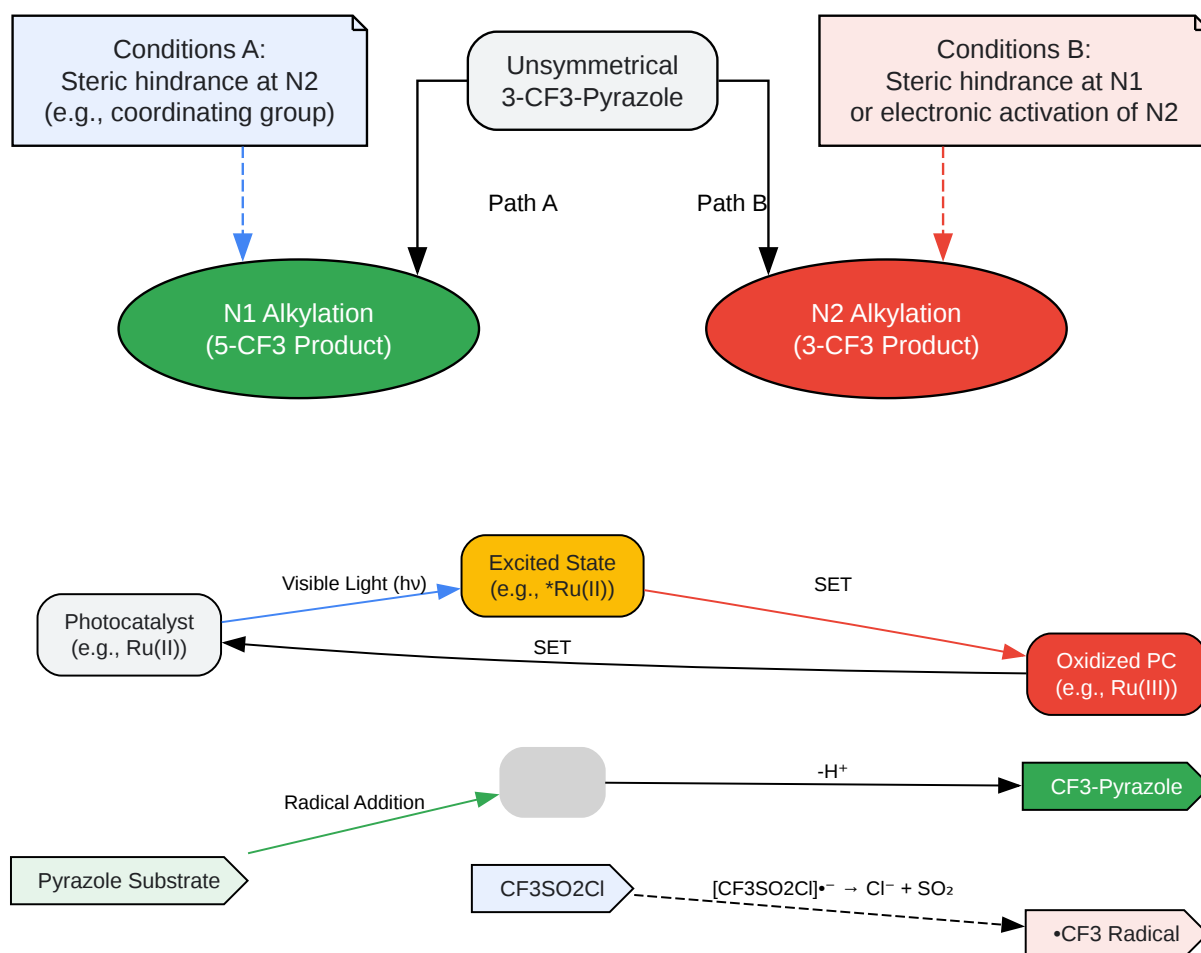 Conditions A:
Steric hindrance at N2
(e.g., coordinating group)
Unsymmetrical
3-CF3-Pyrazole
Conditions B:
Steric hindrance at N1
or electronic activation of N2
Path A
Path B
N1 Alkylation
(5-CF3 Product)
N2 Alkylation
(3-CF3 Product)
Excited State
(e.g., *Ru(II))
Visible Light (hν)
SET
Photocatalyst
(e.g., Ru(II))
SET
Oxidized PC
(e.g., Ru(III))
-H⁺
CF3-Pyrazole
Radical Addition
Pyrazole Substrate
CF3SO2Cl
[CF3SO2Cl]•⁻ → Cl⁻ + SO₂
•CF3 Radical